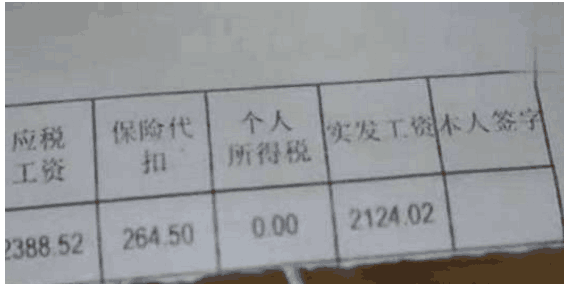 应税
工资
保险代
扣
个人
所得税
实发工资
本人签字
2388.52
264.50
0.00
2124.02